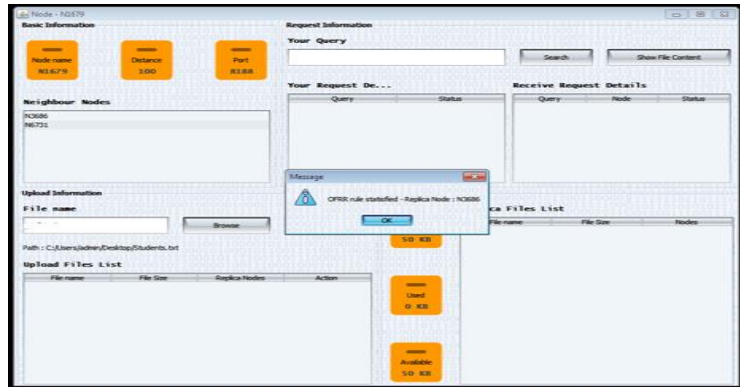 Node - N1679
Basic Information
Node name
N1679
Distance
100
Port
8188
Neighbour Nodes
N3686
N6731
Request Information
Your Query
Search
Show File Content
Your Request De...
Query Status
Receive Request Details
Query Node Status
Message
OFRR rule statisfied - Replica Node : N3686
OK
Upload Information
File name
Browse
Path : C:/Users/admin/Desktop/Students.txt
Upload Files List
File name File Size Replica Nodes Action
50 KB
Used
0 KB
Available
50 KB
ca Files List
File name File Size Nodes